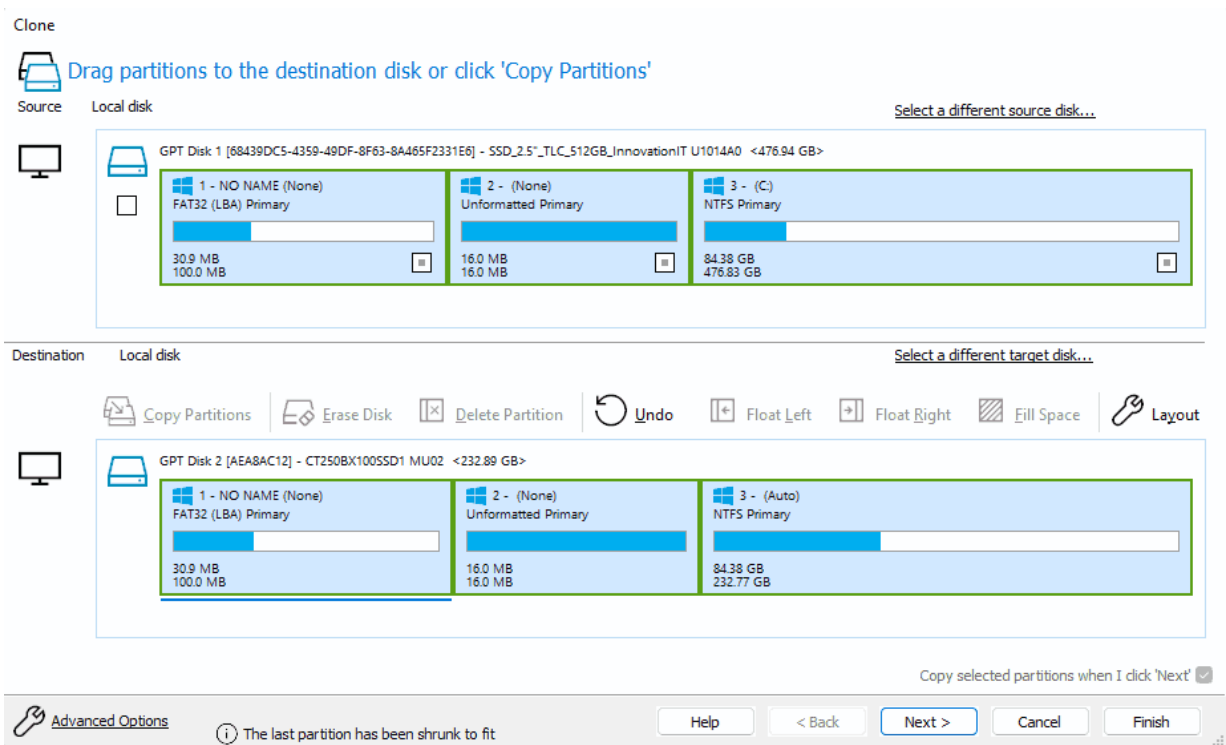 Clone
Drag partitions to the destination disk or click 'Copy Partitions'
Source Local disk Select a different source disk...
GPT Disk 1 [68439DC5-4359-49DF-8F63-8A465F2331E6] - SSD_2.5"_TLC_512GB_InnovationIT U1014A0 <476.94 GB>
1 - NO NAME (None) 2 - (None) 3 - (C:)
FAT32 (LBA) Primary Unformatted Primary NTFS Primary
30.9 MB 16.0 MB 84.38 GB
100.0 MB 16.0 MB 476.83 GB
Destination Local disk Select a different target disk...
Copy Partitions Erase Disk Delete Partition Undo Float Left Float Right Fill Space Layout
GPT Disk 2 [AEA8AC12] - CT250BX100SSD1 MU02 <232.89 GB>
1 - NO NAME (None) 2 - (None) 3 - (Auto)
FAT32 (LBA) Primary Unformatted Primary NTFS Primary
30.9 MB 16.0 MB 84.38 GB
100.0 MB 16.0 MB 232.77 GB
Copy selected partitions when I click 'Next'
Advanced Options The last partition has been shrunk to fit Help < Back Next > Cancel Finish